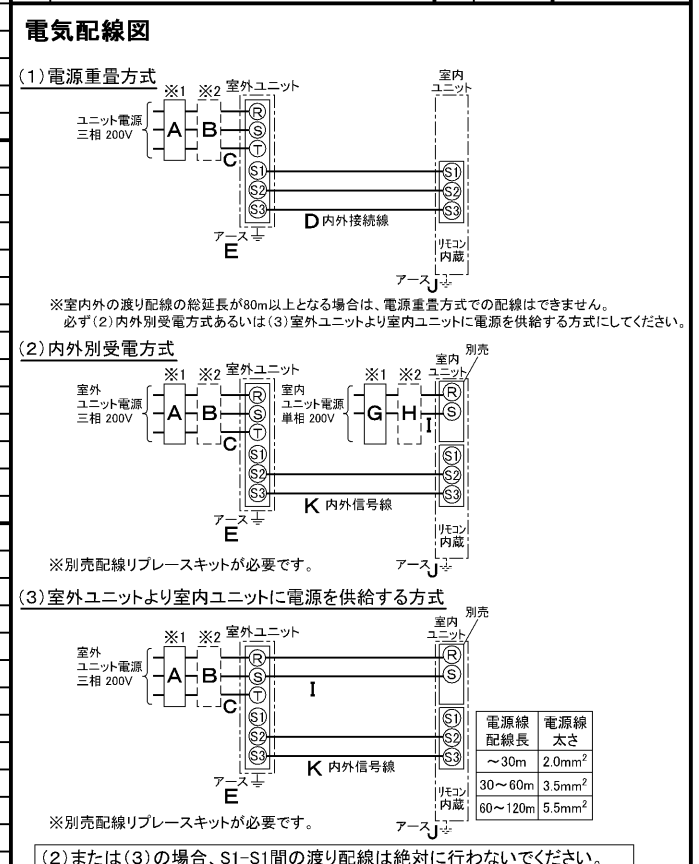 電気配線図
(1)電源重畳方式
※1 ※2 室外ユニット
室内
ユニット
ユニット電源
三相 200V
A B
C
R
S
T
S1
S2
S3
S1
S2
S3
D 内外接続線
アース
E
リモコン
内蔵
アース J
※室内外の渡り配線の総延長が80m以上となる場合は、電源重畳方式での配線はできません。
必ず(2)内外別受電方式あるいは(3)室外ユニットより室内ユニットに電源を供給する方式にしてください。
(2)内外別受電方式
※1 ※2 室外ユニット
※1 ※2
室内
ユニット
別売
室外
ユニット電源
三相 200V
A B
C
R
S
T
S1
S2
S3
室内
ユニット電源
単相 200V
G H
I
R
S
S1
S2
S3
K 内外信号線
アース
E
リモコン
内蔵
※別売配線リプレースキットが必要です。
アース J
(3)室外ユニットより室内ユニットに電源を供給する方式
※1 ※2 室外ユニット
室内
ユニット
別売
室外
ユニット電源
三相 200V
A B
C
R
S
T
S1
S2
S3
I
R
S
S1
S2
S3
K 内外信号線
電源線配線長 電源線太さ
～30m 2.0mm²
30～60m 3.5mm²
60～120m 5.5mm²
アース
E
リモコン
内蔵
※別売配線リプレースキットが必要です。
アース J
(2)または(3)の場合、S1-S1間の渡り配線は絶対に行わないでください。